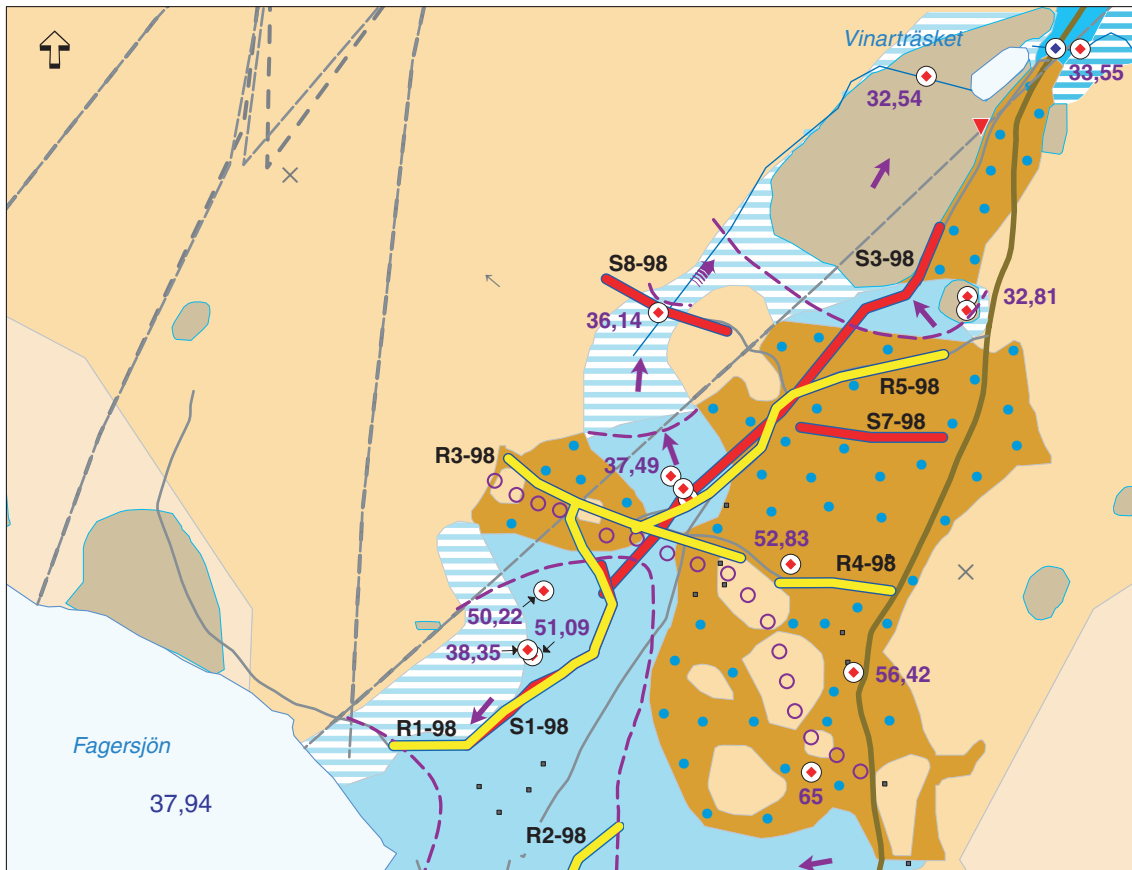 Vinarträsket
33,55
32,54
S8-98
S3-98
32,81
36,14
R5-98
S7-98
R3-98
37,49
52,83
R4-98
50,22
51,09
38,35
56,42
R1-98
S1-98
Fagersjön
65
37,94
R2-98